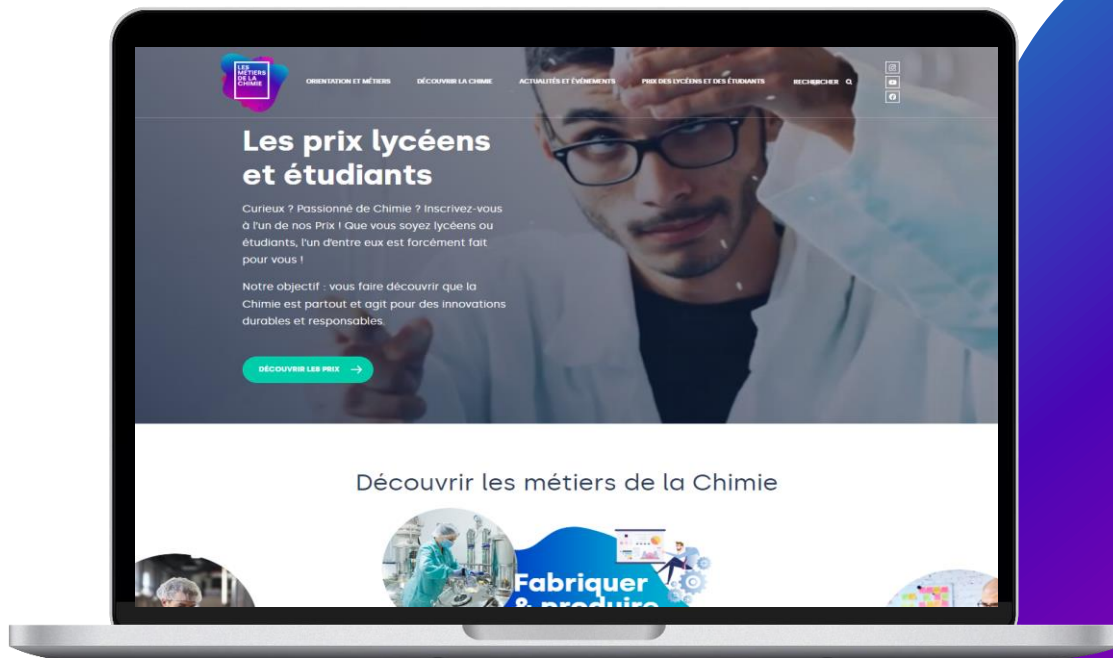 LES
MÉTIERS
DE LA
CHIMIE
ORIENTATION ET MÉTIERS
DÉCOUVRIR LA CHIMIE
ACTUALITÉS ET ÉVÉNEMENTS
PRIX DES LYCÉENS ET DES ÉTUDIANTS
RECHERCHER
Les prix lycéens
et étudiants
Curieux ? Passionné de Chimie ? Inscrivez-vous
à l'un de nos Prix ! Que vous soyez lycéens ou
étudiants, l'un d'entre eux est forcément fait
pour vous !
Notre objectif : vous faire découvrir que la
Chimie est partout et agit pour des innovations
durables et responsables.
DÉCOUVRIR LES PRIX
Découvrir les métiers de la Chimie
Fabriquer
& produire